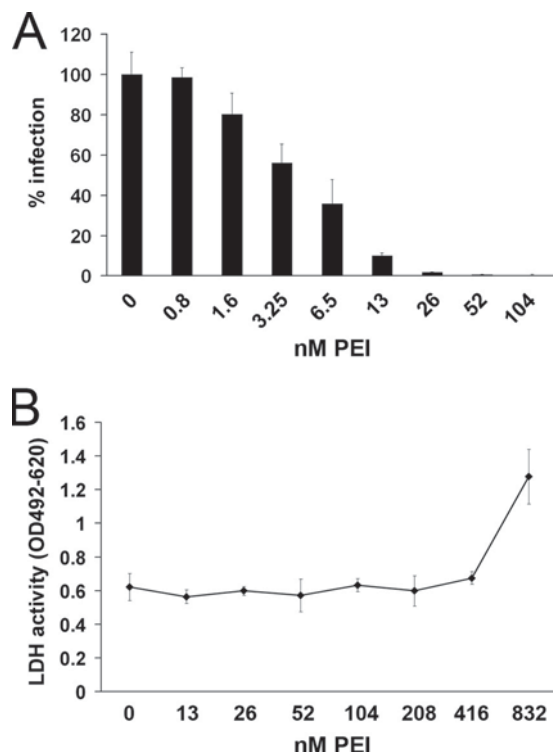 A
% infection
120
100
80
60
40
20
0
0 0.8 1.6 3.25 6.5 13 26 52 104
nM PEI
B
LDH activity (OD492-620)
1.6
1.4
1.2
1
0.8
0.6
0.4
0.2
0
0 13 26 52 104 208 416 832
nM PEI